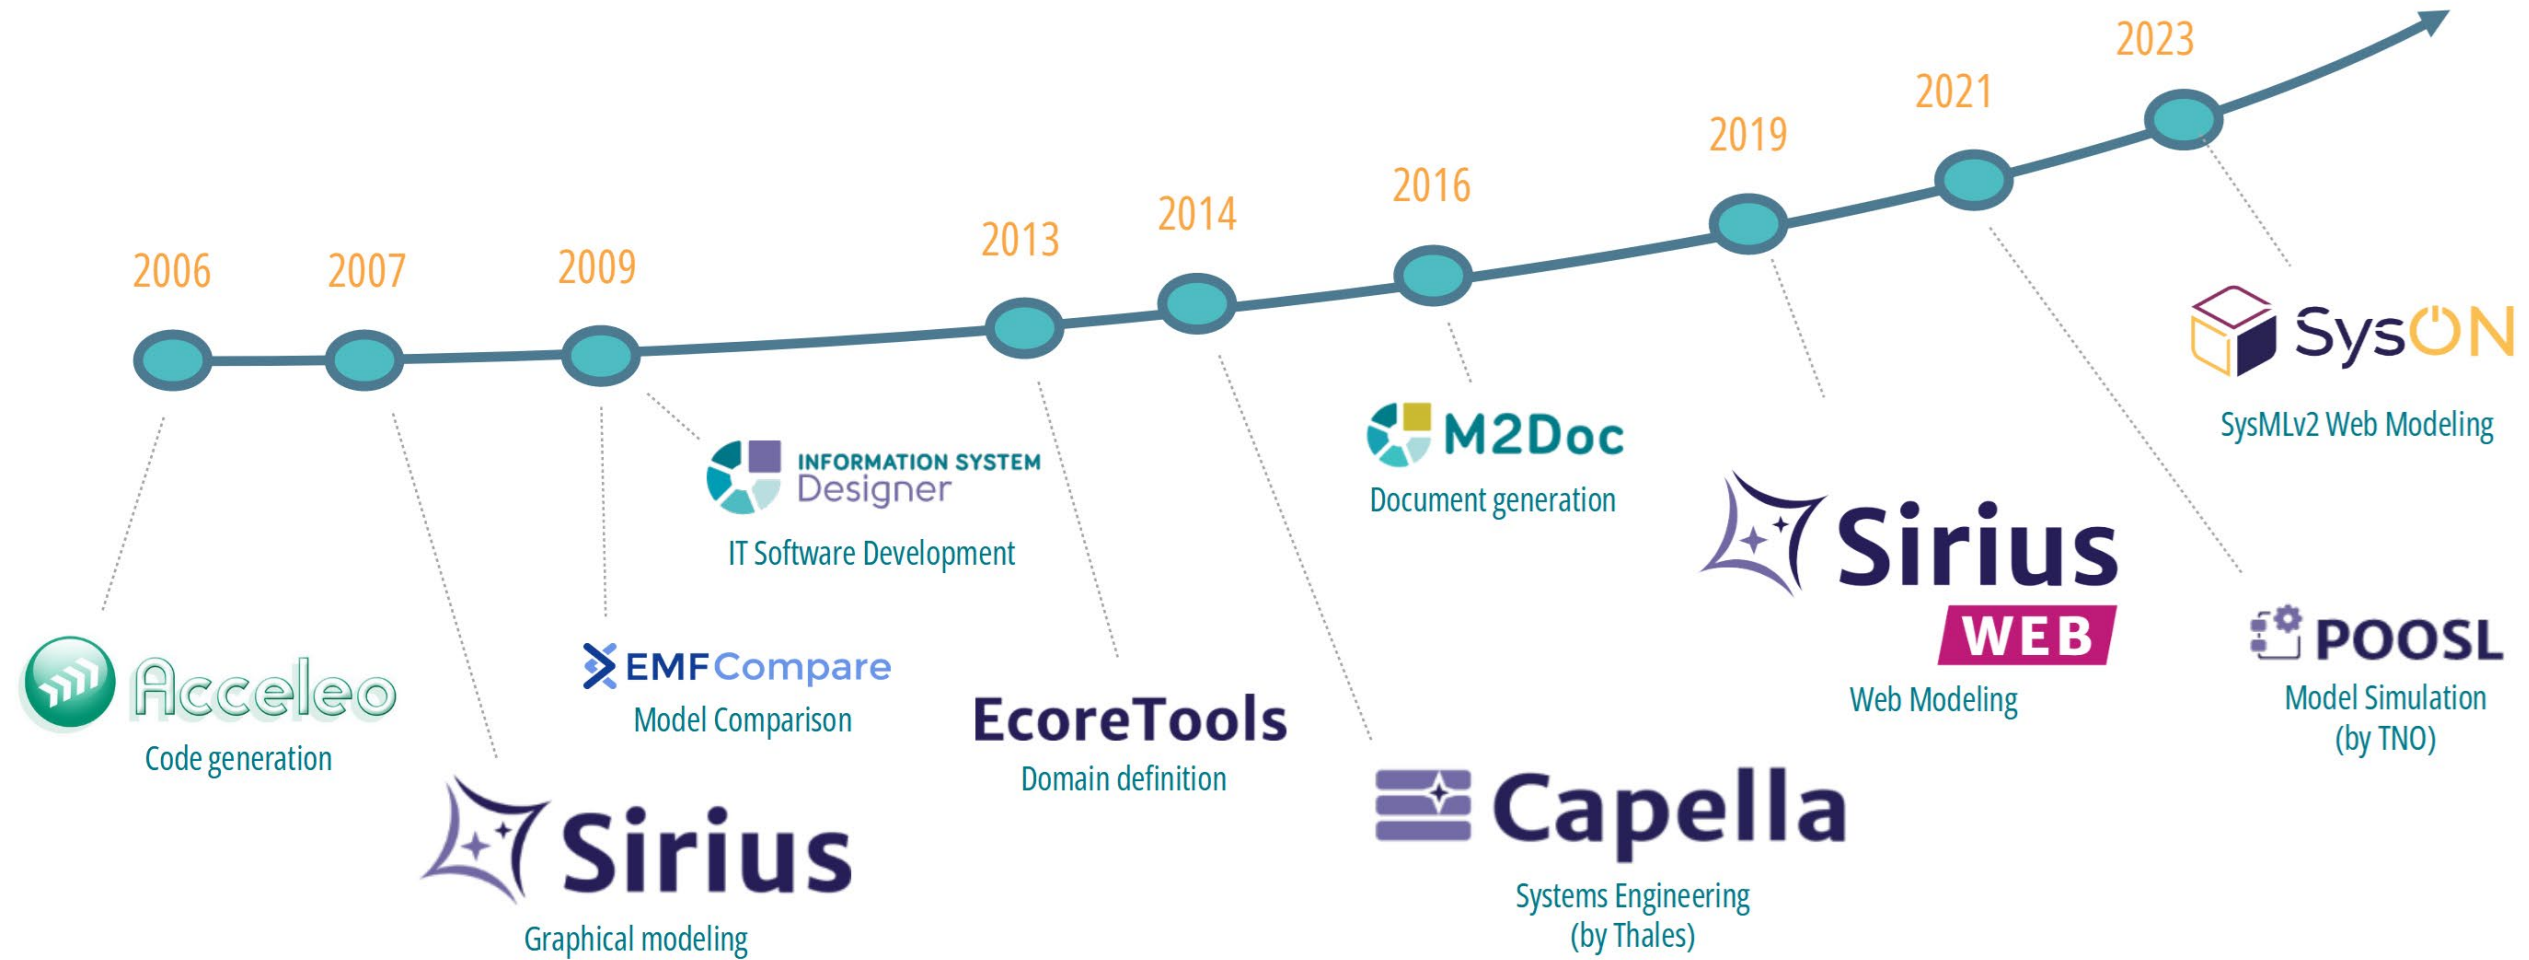 2006
2007
2009
2013
2014
2016
2019
2021
2023
Acceleo
Code generation
Sirius
Graphical modeling
EMFCompare
Model Comparison
INFORMATION SYSTEM
Designer
IT Software Development
EcoreTools
Domain definition
Capella
Systems Engineering
(by Thales)
M2Doc
Document generation
Sirius
WEB
Web Modeling
POOSL
Model Simulation
(by TNO)
SysON
SysMLv2 Web Modeling